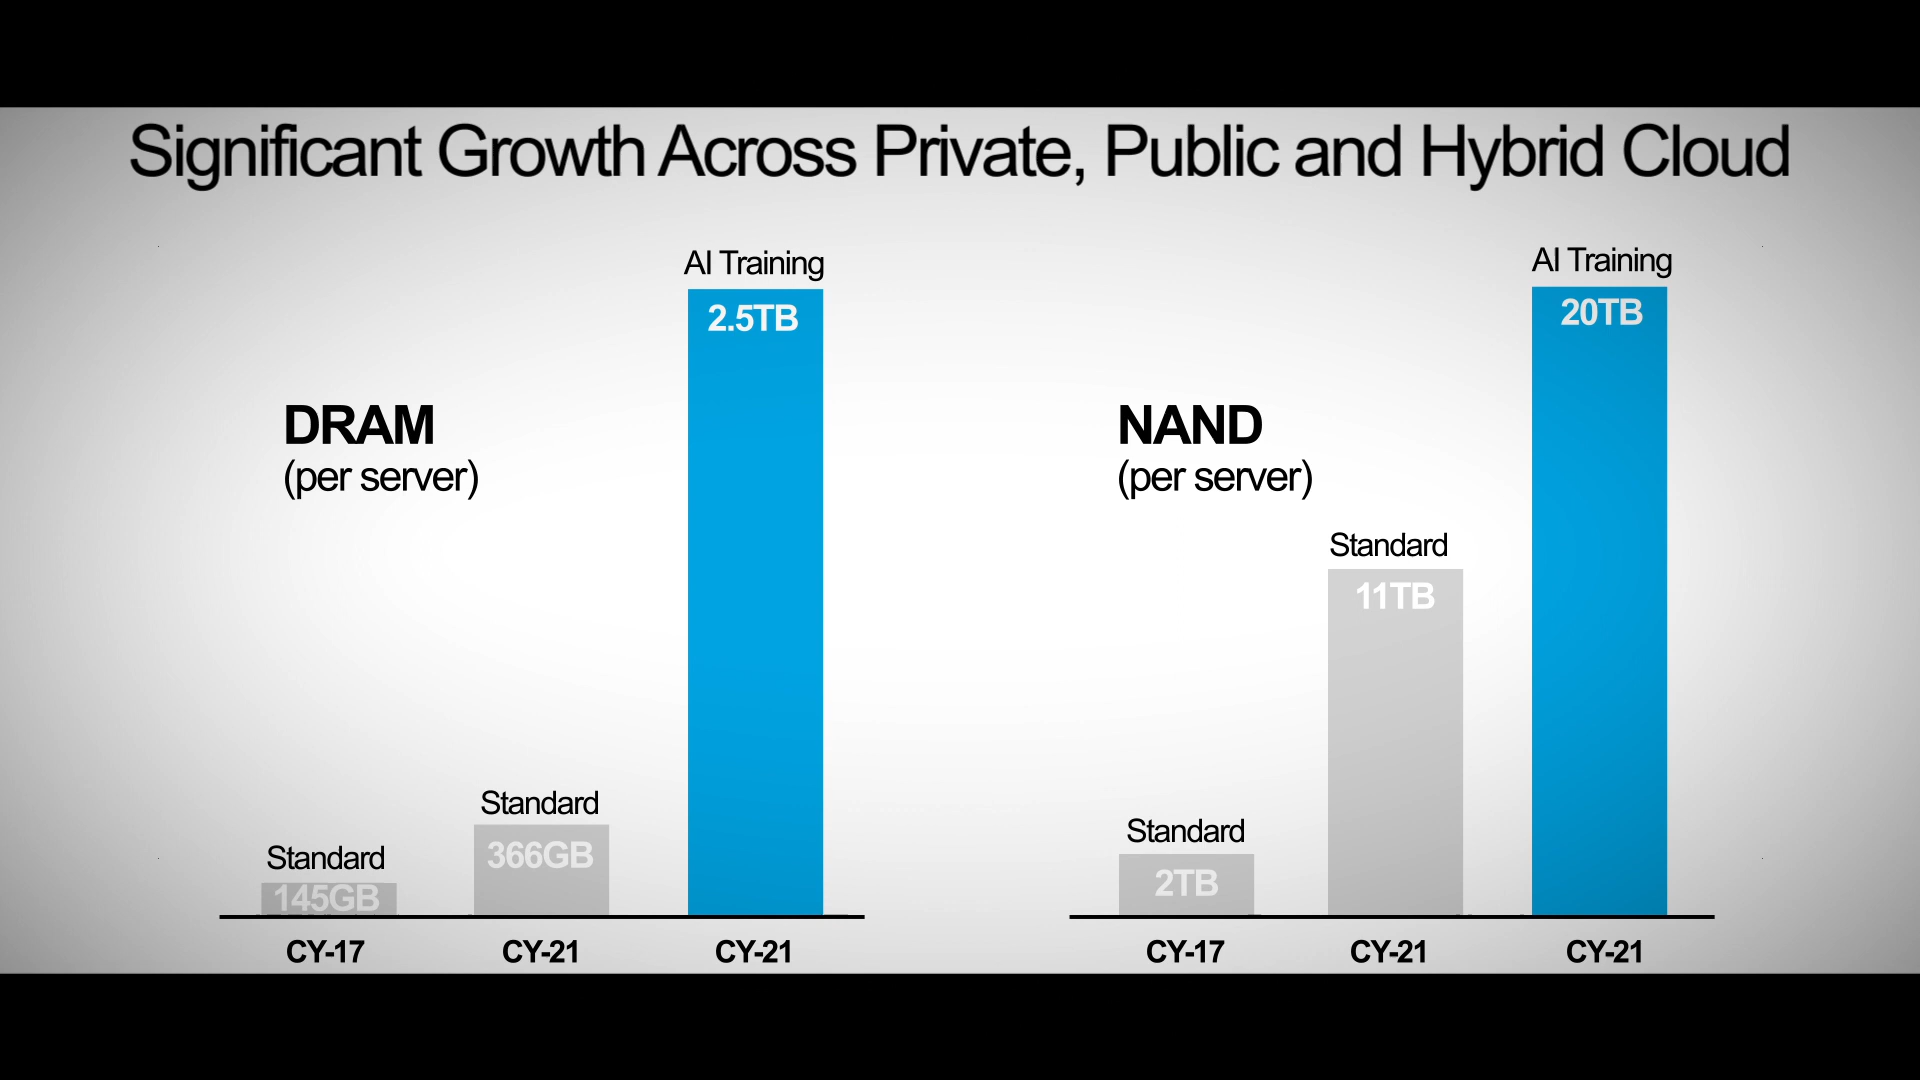 Significant Growth Across Private, Public and Hybrid Cloud
DRAM
(per server)
Standard
145GB
CY-17
Standard
366GB
CY-21
AI Training
2.5TB
CY-21
NAND
(per server)
Standard
2TB
CY-17
Standard
11TB
CY-21
AI Training
20TB
CY-21